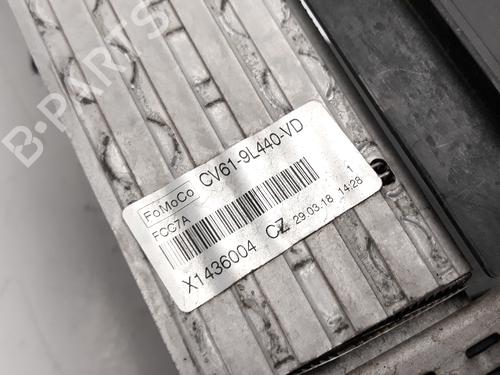 FoMoCo CV61-9L440-VD
FCC7A
X1436004 CZ 29.03.18 14:28
1
B-PARTS